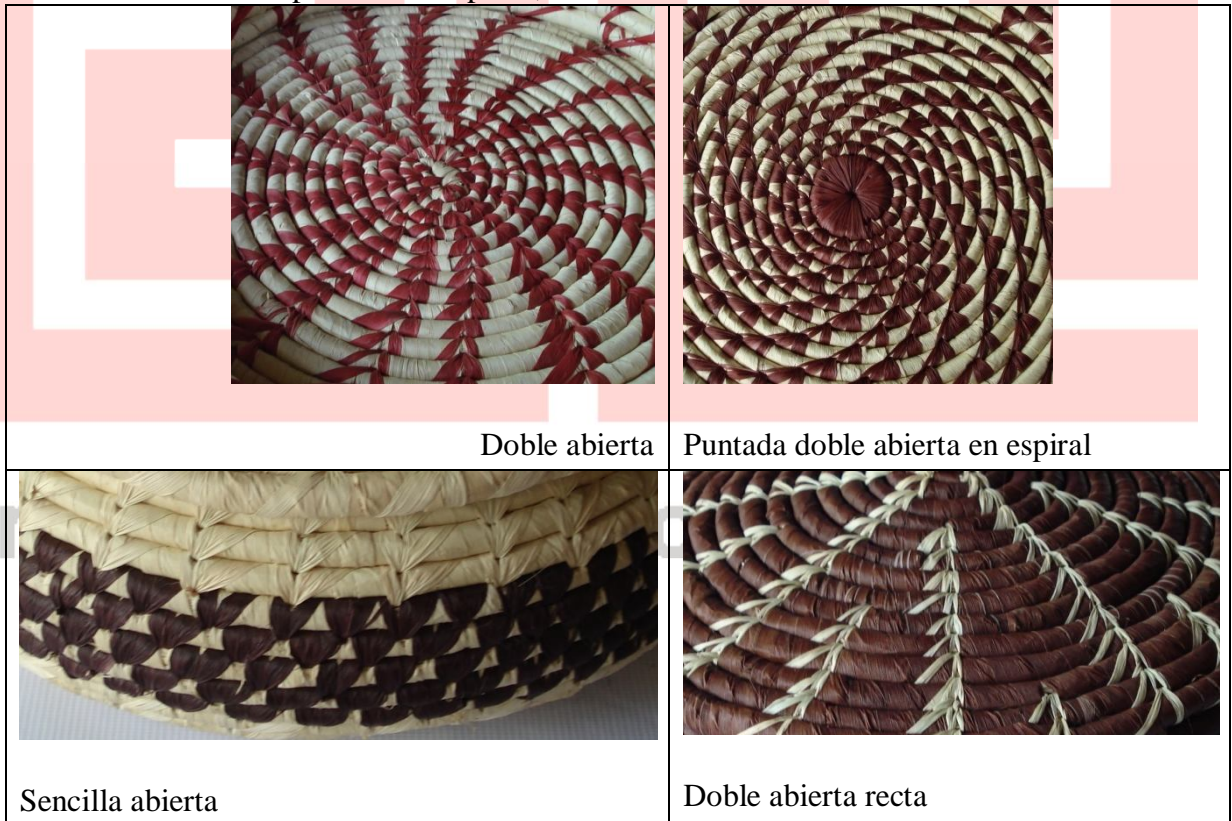 Doble abierta
Puntada doble abierta en espiral
Sencilla abierta
Doble abierta recta